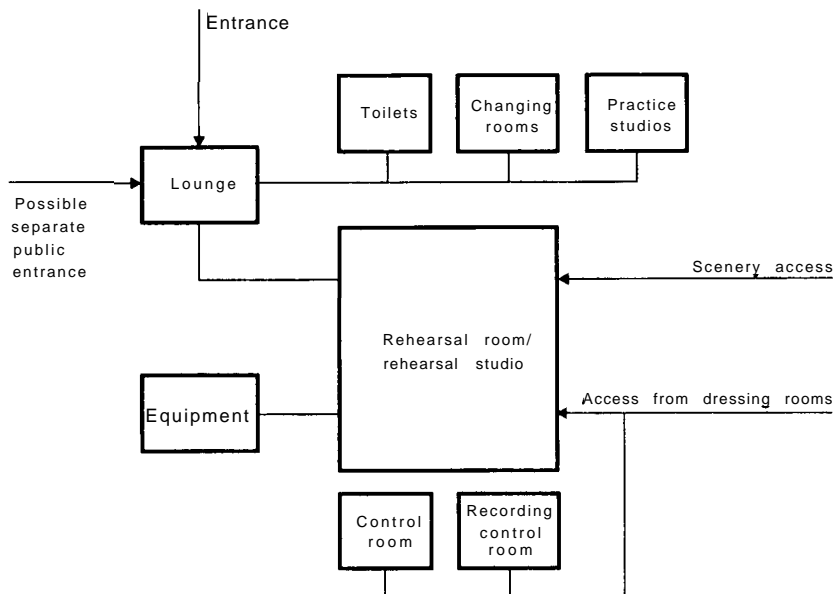 Entrance
Toilets
Changing
rooms
Practice
studios
Lounge
Possible
separate
public
entrance
Scenery access
Rehearsal room/
rehearsal studio
Access from dressing rooms
Equipment
Control
room
Recording
control
room